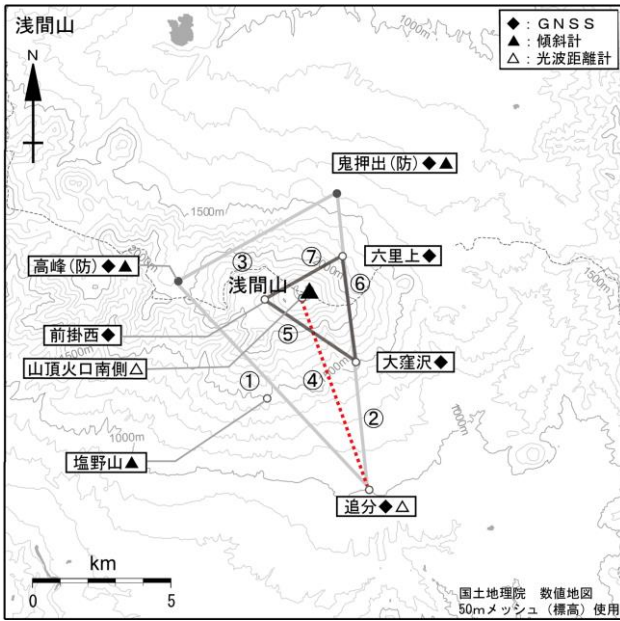 浅間山
◆:GNSS
▲:傾斜計
△:光波距離計
N
1000m
鬼押出(防)◆▲
1500m
2000m
高峰(防)◆▲
③
⑦
六里上◆
浅間山
⑥
1500m
前掛西◆
⑤
山頂火口南側△
大窪沢◆
①
④
②
1000m
1000m
塩野山▲
追分◆△
km
0 5
国土地理院 数値地図
50mメッシュ(標高)使用